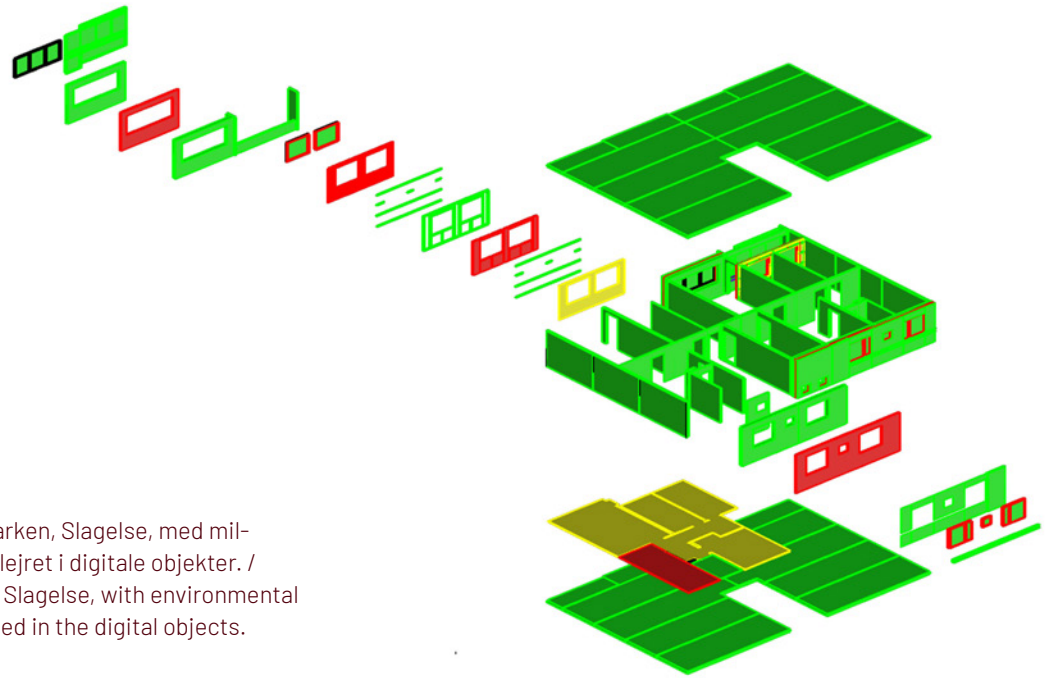 arken, Slagelse, med mil-
lejret i digitale objekter. /
Slagelse, with environmental
ed in the digital objects.